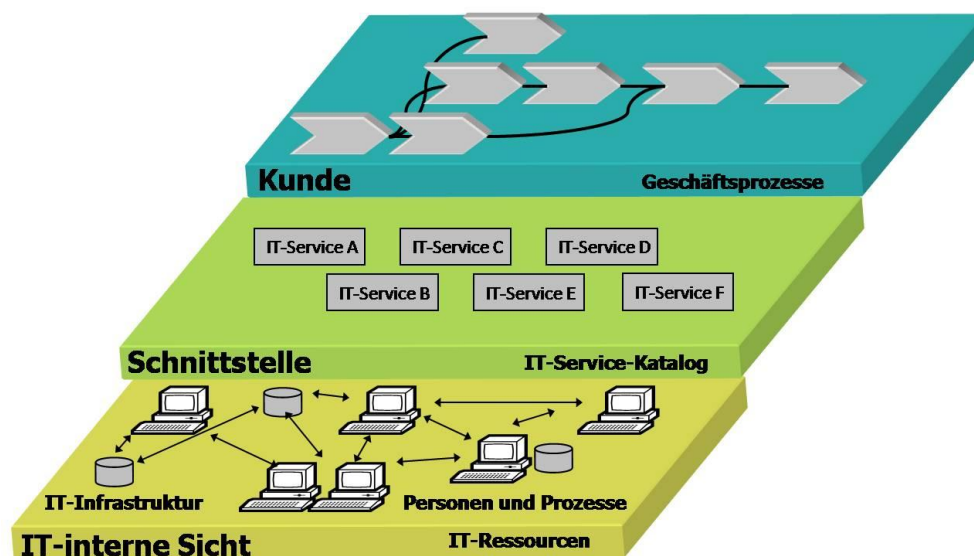 Kunde
Geschäftsprozesse
IT-Service A
IT-Service C
IT-Service D
IT-Service B
IT-Service E
IT-Service F
Schnittstelle
IT-Service-Katalog
IT-Infrastruktur
Personen und Prozesse
IT-interne Sicht
IT-Ressourcen